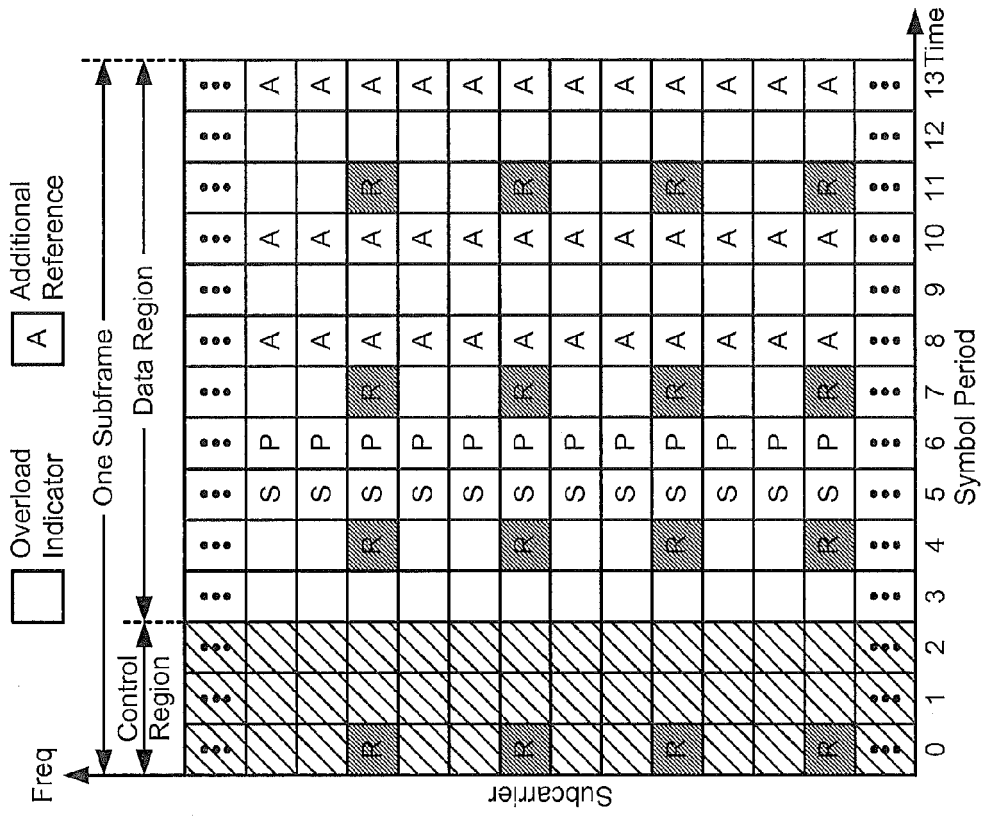 Overload Indicator
A Additional Reference
One Subframe
Control Region
Data Region
Freq
Subcarrier
••• ••• ••• ••• ••• ••• ••• ••• ••• ••• ••• ••• ••• •••
S P A A A
S P A A A
R R S P R A A R A
S P A A A
S P A A A
R R S P R A A R A
S P A A A
S P A A A
R R S P R A A R A
S P A A A
S P A A A
R R S P R A A R A
••• ••• ••• ••• ••• ••• ••• ••• ••• ••• ••• ••• ••• •••
0 1 2 3 4 5 6 7 8 9 10 11 12 13 Time
Symbol Period